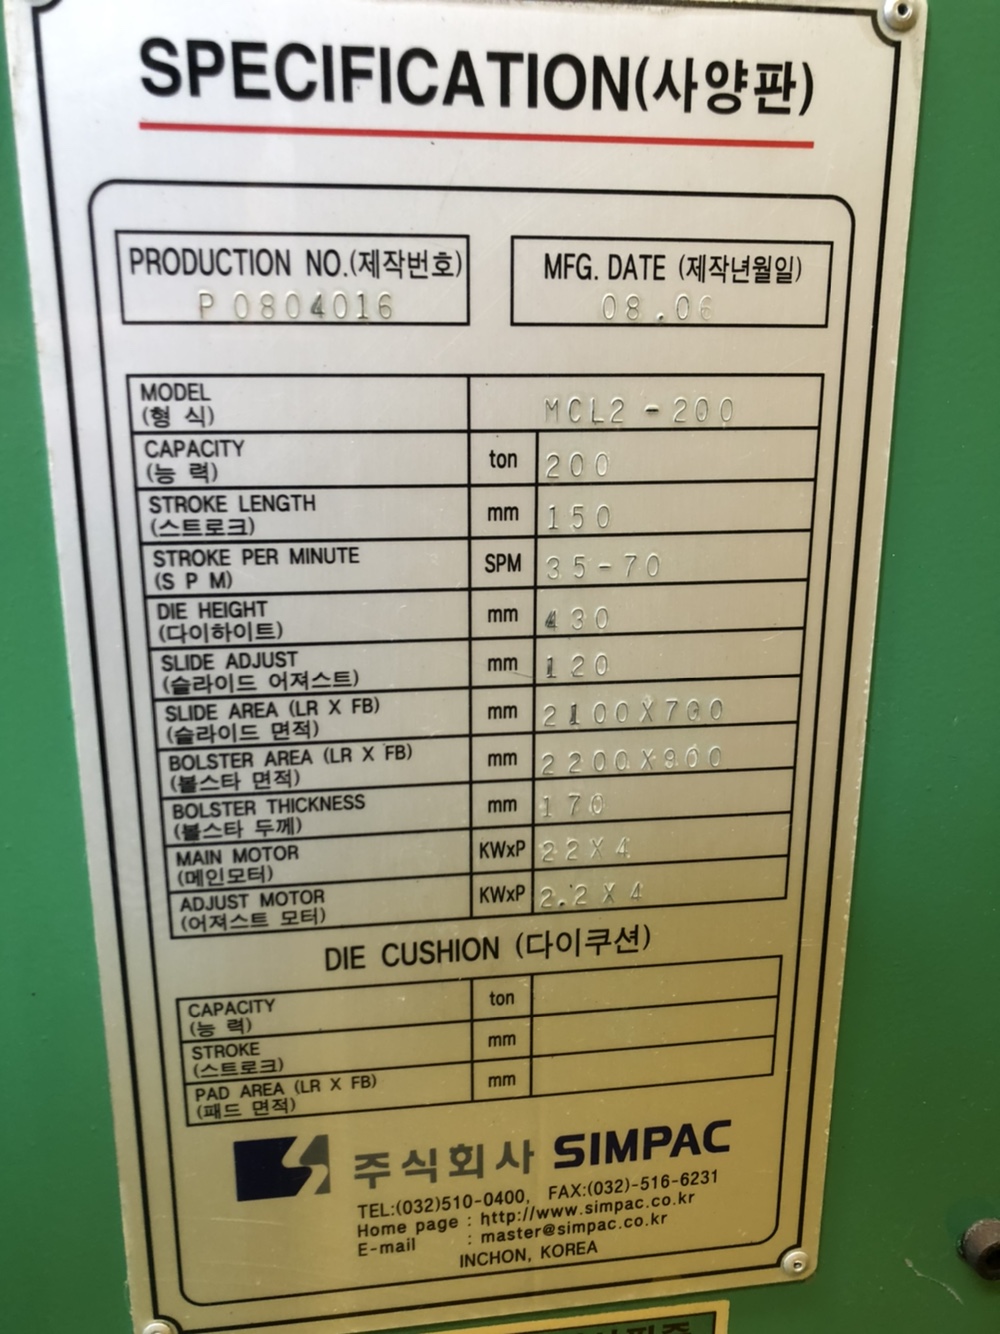 SPECIFICATION(사양판)
PRODUCTION NO.(제작번호)
P0804016
MFG. DATE (제작년월일)
08.06
MODEL
(형 식)
MCL2-200
CAPACITY
(능 력)
ton
200
STROKE LENGTH
(스트로크)
mm
150
STROKE PER MINUTE
(S P M)
SPM
35-70
DIE HEIGHT
(다이하이트)
mm
430
SLIDE ADJUST
(슬라이드 어져스트)
mm
120
SLIDE AREA (LR X FB)
(슬라이드 면적)
mm
2100X700
BOLSTER AREA (LR X FB)
(볼스타 면적)
mm
BOLSTER THICKNESS
(볼스타 두께)
mm
170
MAIN MOTOR
(메인모터)
KWxP
22X4
ADJUST MOTOR
(어져스트 모터)
KWxP
2.2X4
DIE CUSHION (다이쿠션)
CAPACITY
(능 력)
ton
STROKE
(스트로크)
mm
PAD AREA (LR X FB)
(패드 면적)
mm
주식회사 SIMPAC
TEL:(032)510-0400, FAX:(032)-516-6231
Home page : http://www.simpac.co.kr
E-mail : master@simpac.co.kr
INCHON, KOREA